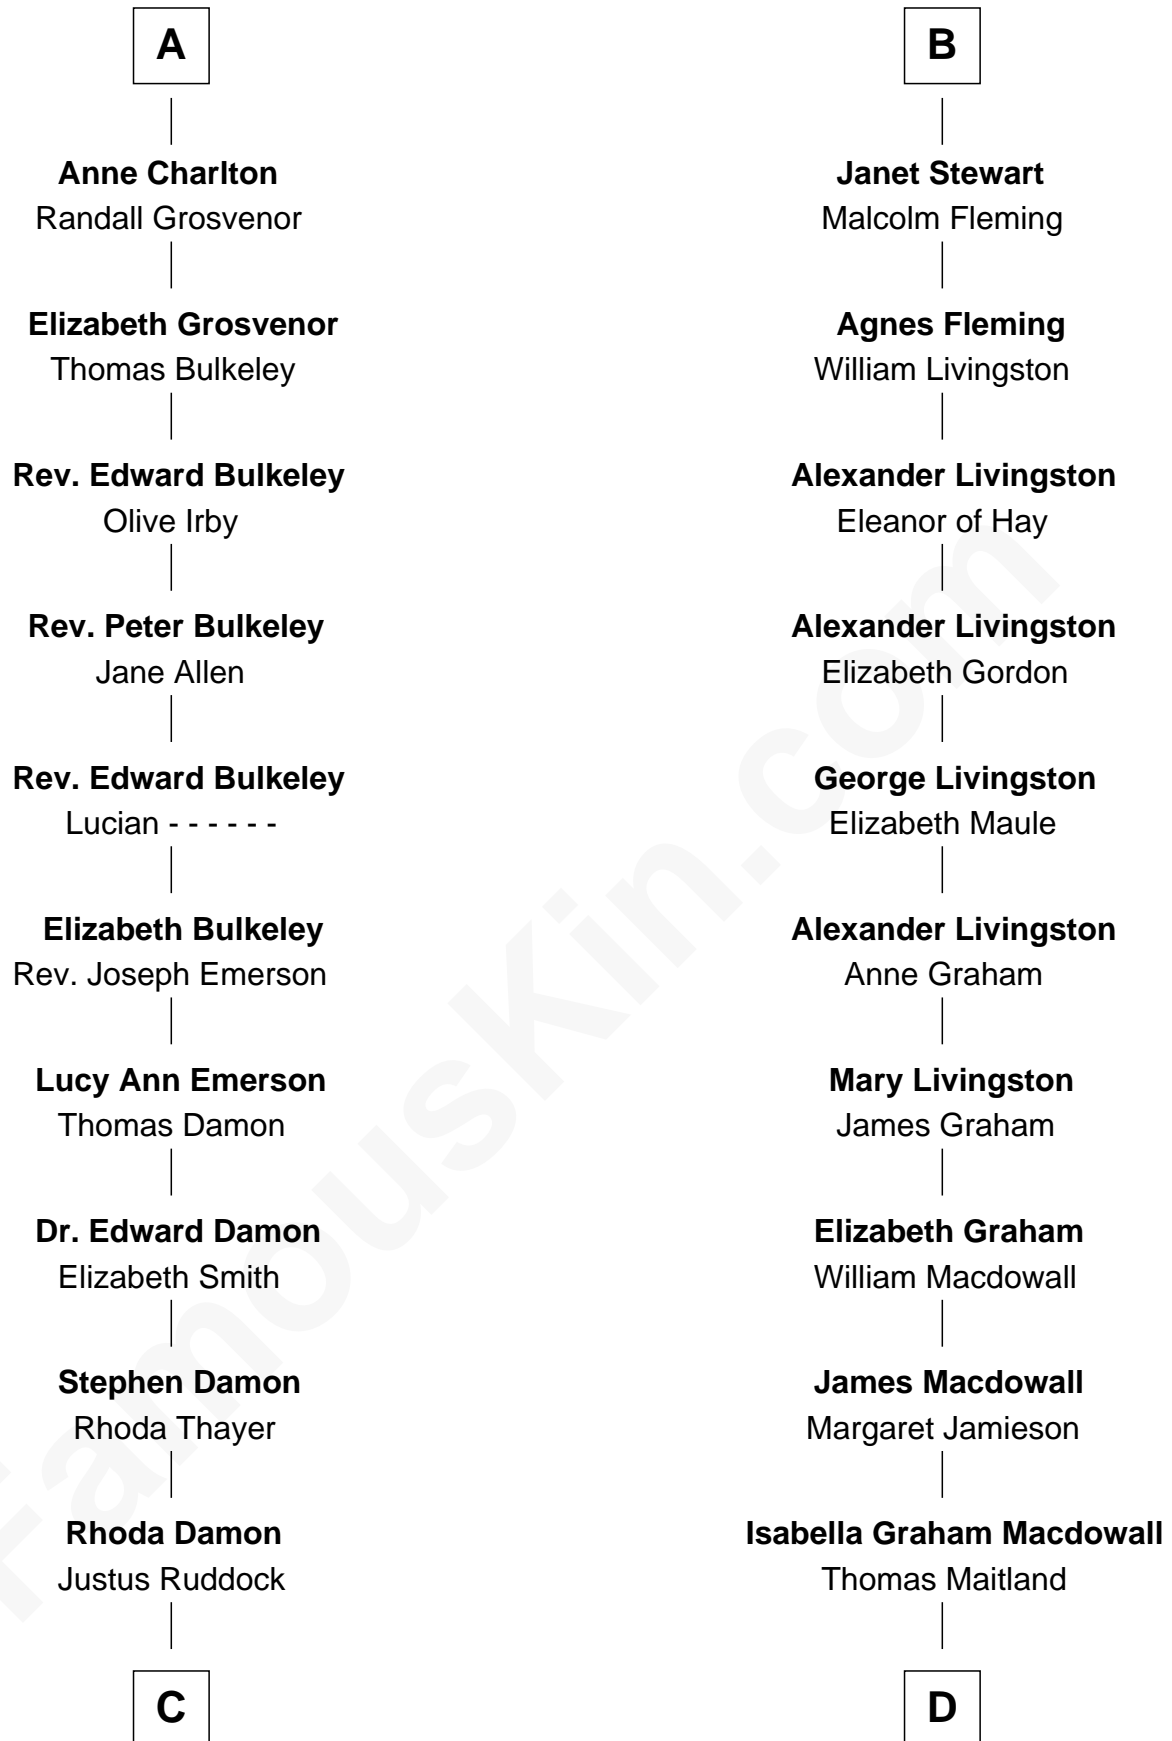 A
Anne Charlton
Randall Grosvenor
Elizabeth Grosvenor
Thomas Bulkeley
Rev. Edward Bulkeley
Olive Irby
Rev. Peter Bulkeley
Jane Allen
Rev. Edward Bulkeley
Lucian - - - - - -
Elizabeth Bulkeley
Rev. Joseph Emerson
Lucy Ann Emerson
Thomas Damon
Dr. Edward Damon
Elizabeth Smith
Stephen Damon
Rhoda Thayer
Rhoda Damon
Justus Ruddock
C
B
Janet Stewart
Malcolm Fleming
Agnes Fleming
William Livingston
Alexander Livingston
Eleanor of Hay
Alexander Livingston
Elizabeth Gordon
George Livingston
Elizabeth Maule
Alexander Livingston
Anne Graham
Mary Livingston
James Graham
Elizabeth Graham
William Macdowall
James Macdowall
Margaret Jamieson
Isabella Graham Macdowall
Thomas Maitland
D
FamousKin.com